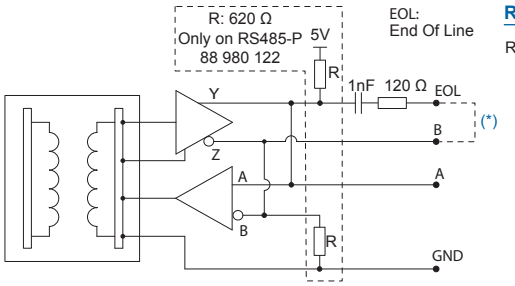 R: 620 Ω
Only on RS485-P
88 980 122
5V
EOL:
End Of Line
R
R
R
1nF
120 Ω
EOL
Y
B
(*)
Z
A
A
B
R
GND